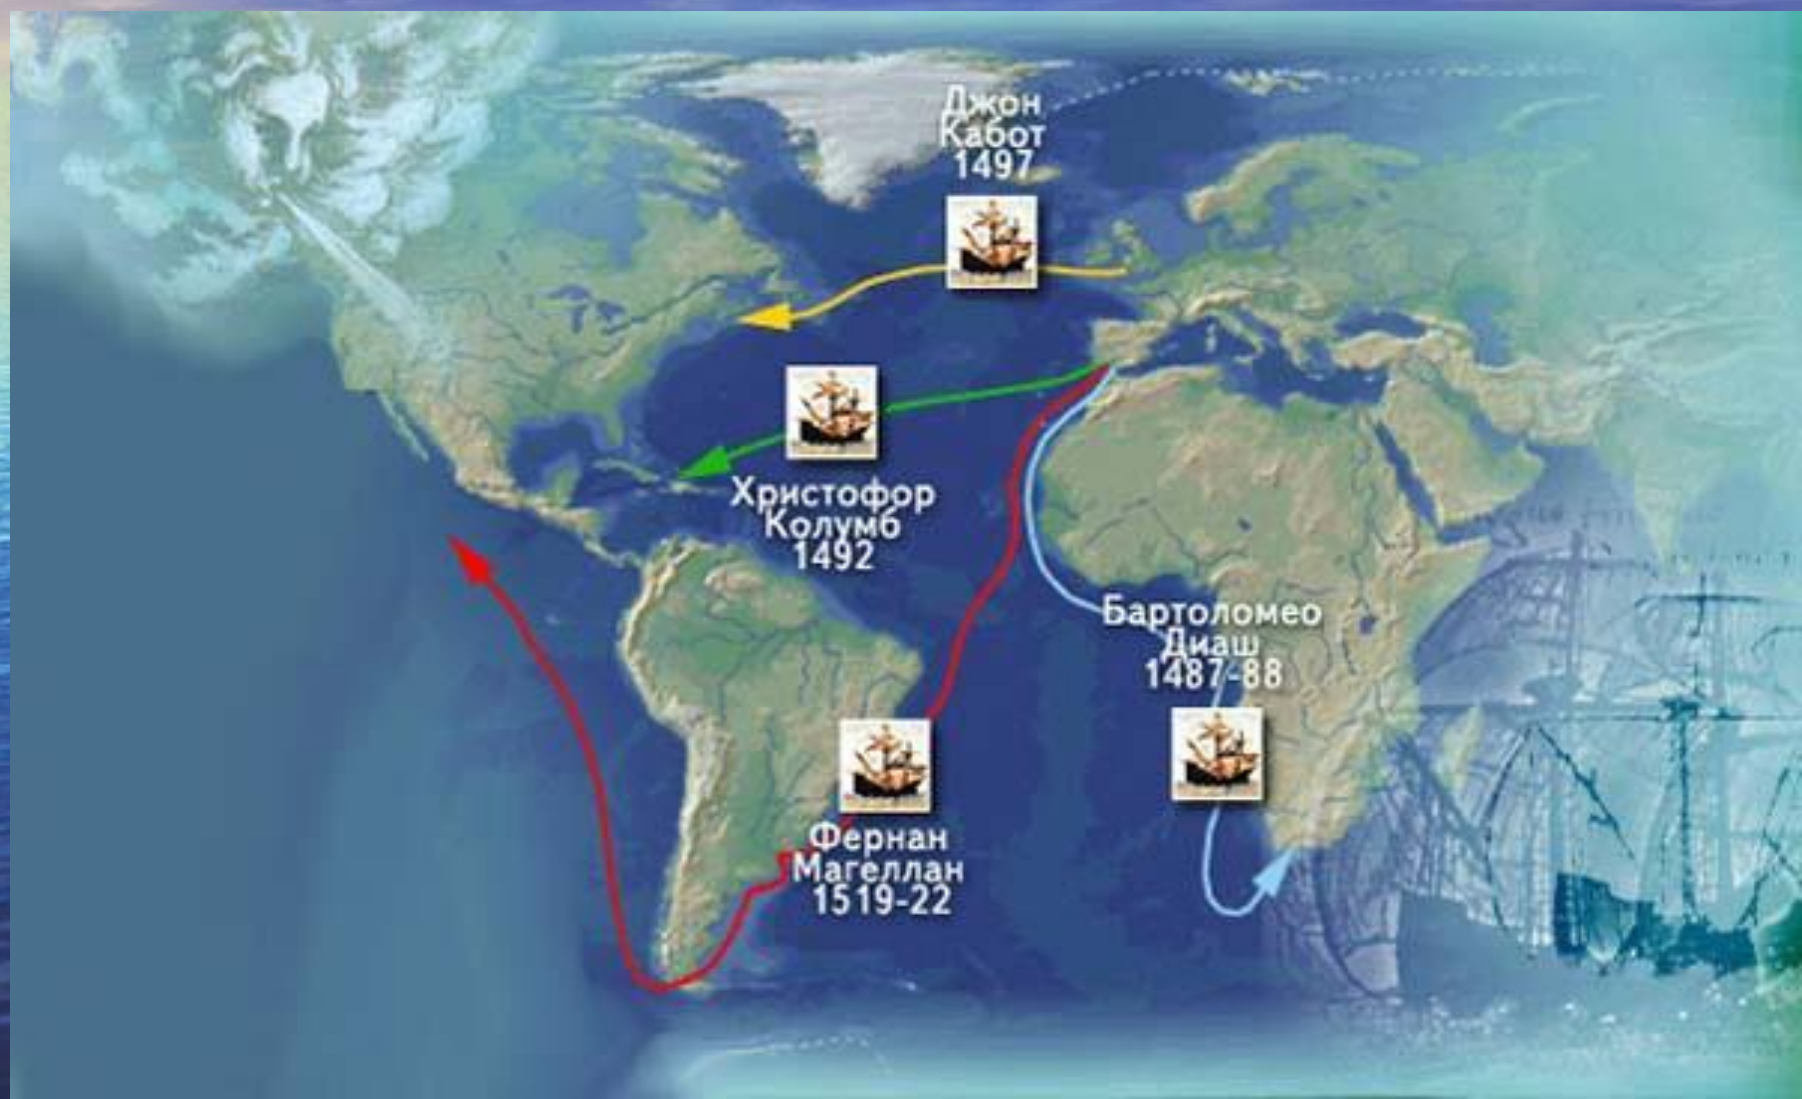 Джон
Кабот
1497
Христофор
Колумб
1492
Бартоломео
Диаш
1487-88
Фернан
Магеллан
1519-22